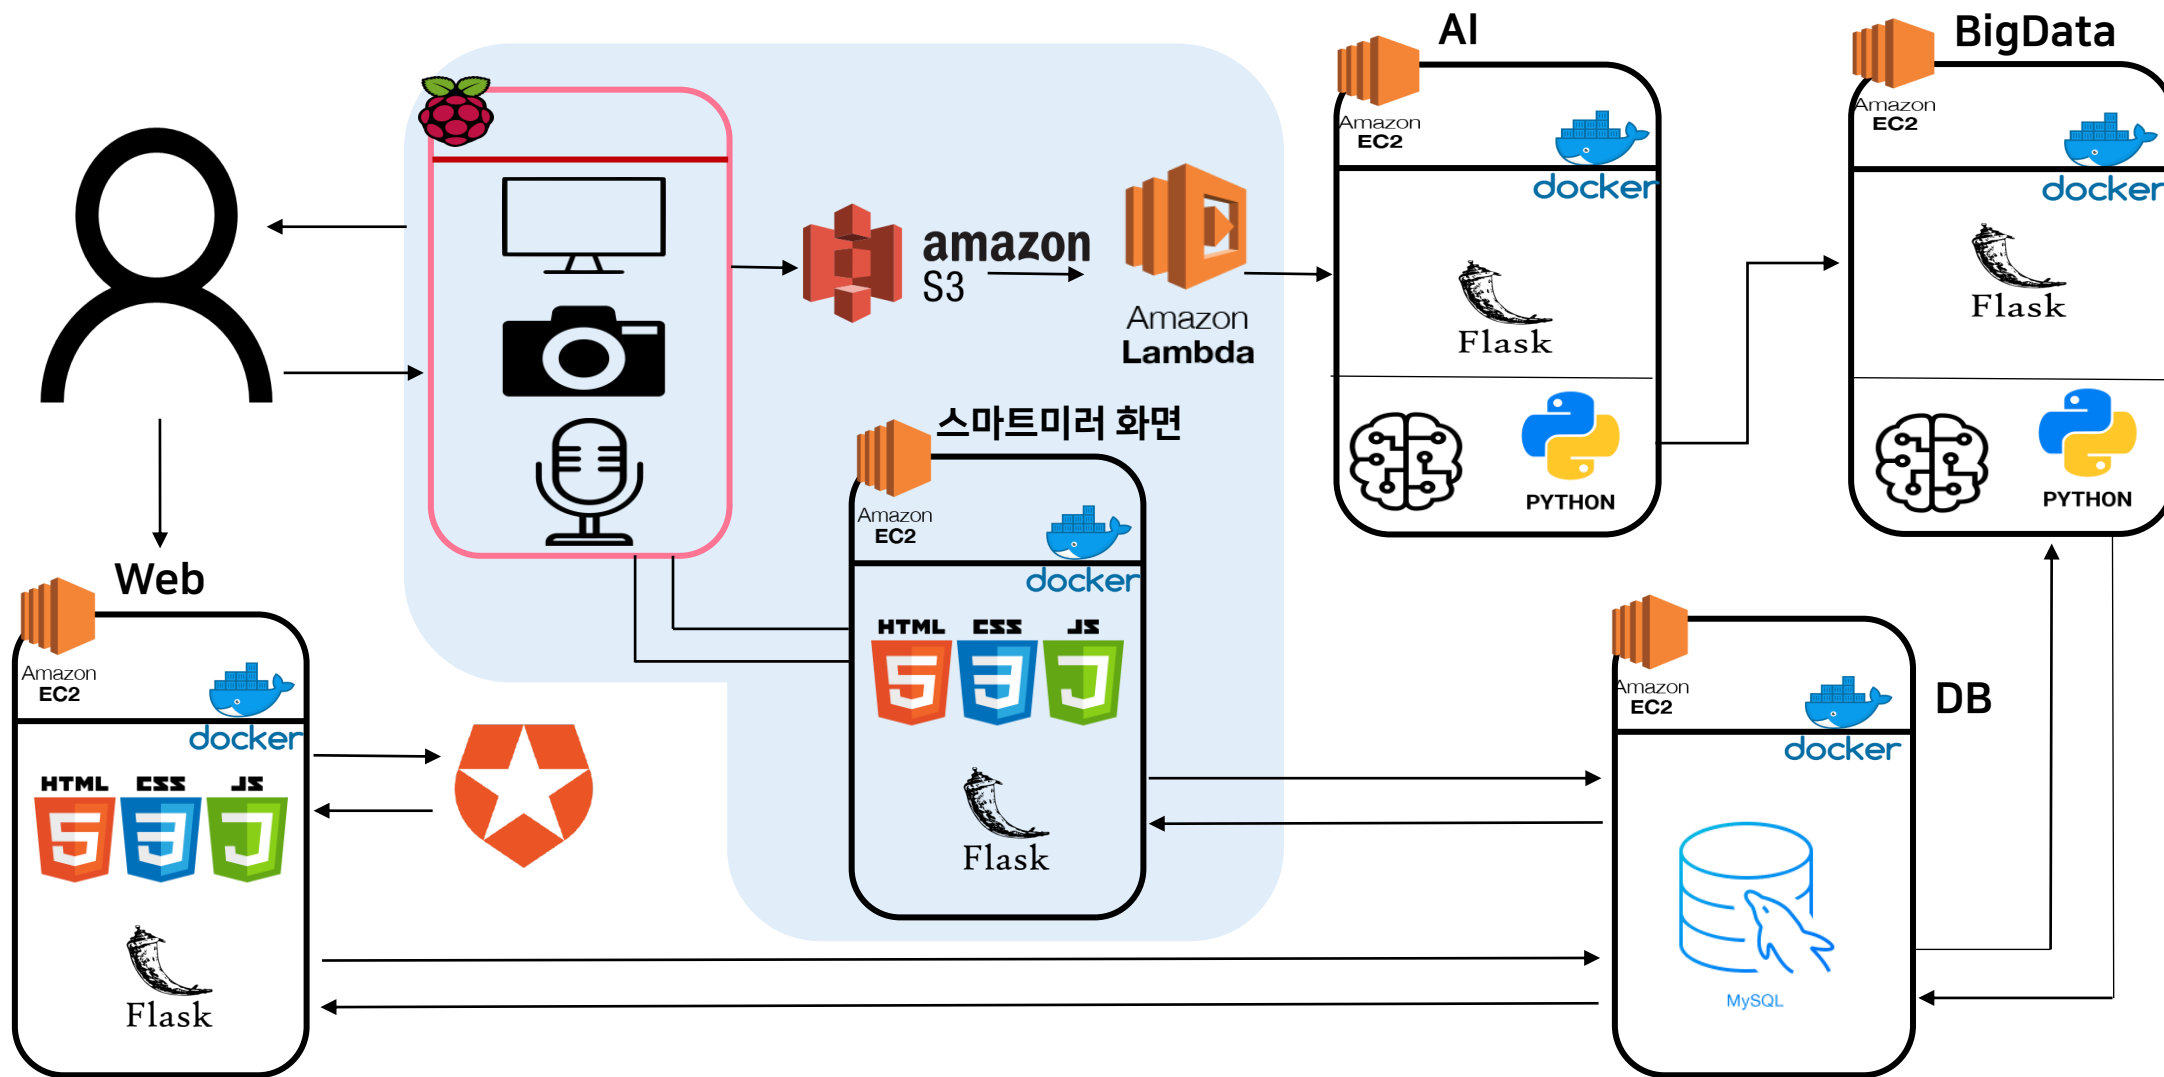 AI
Amazon
EC2
docker
Flask
PYTHON
BigData
Amazon
EC2
docker
Flask
PYTHON
amazon
S3
Amazon
Lambda
스마트미러 화면
Amazon
EC2
docker
HTML CSS JS
Flask
Web
Amazon
EC2
docker
HTML CSS JS
Flask
DB
Amazon
EC2
docker
MySQL